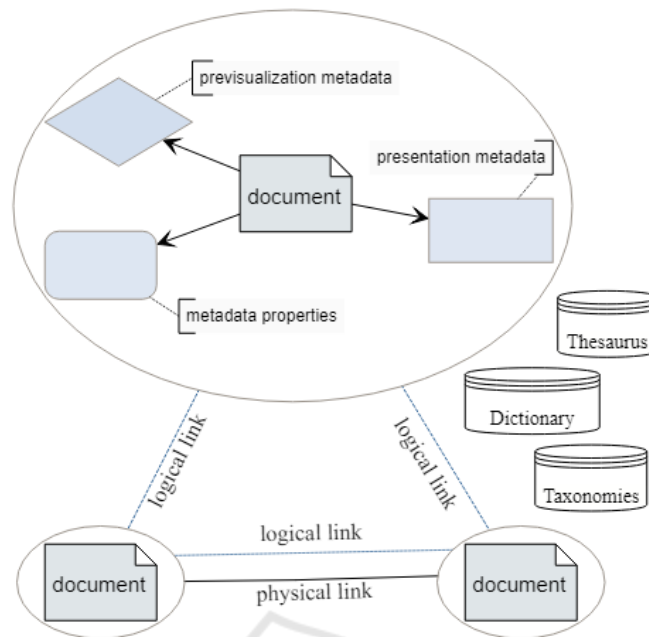 previsualization metadata
presentation metadata
document
metadata properties
Thesaurus
Dictionary
Taxonomies
logical link
logical link
logical link
physical link
document
document